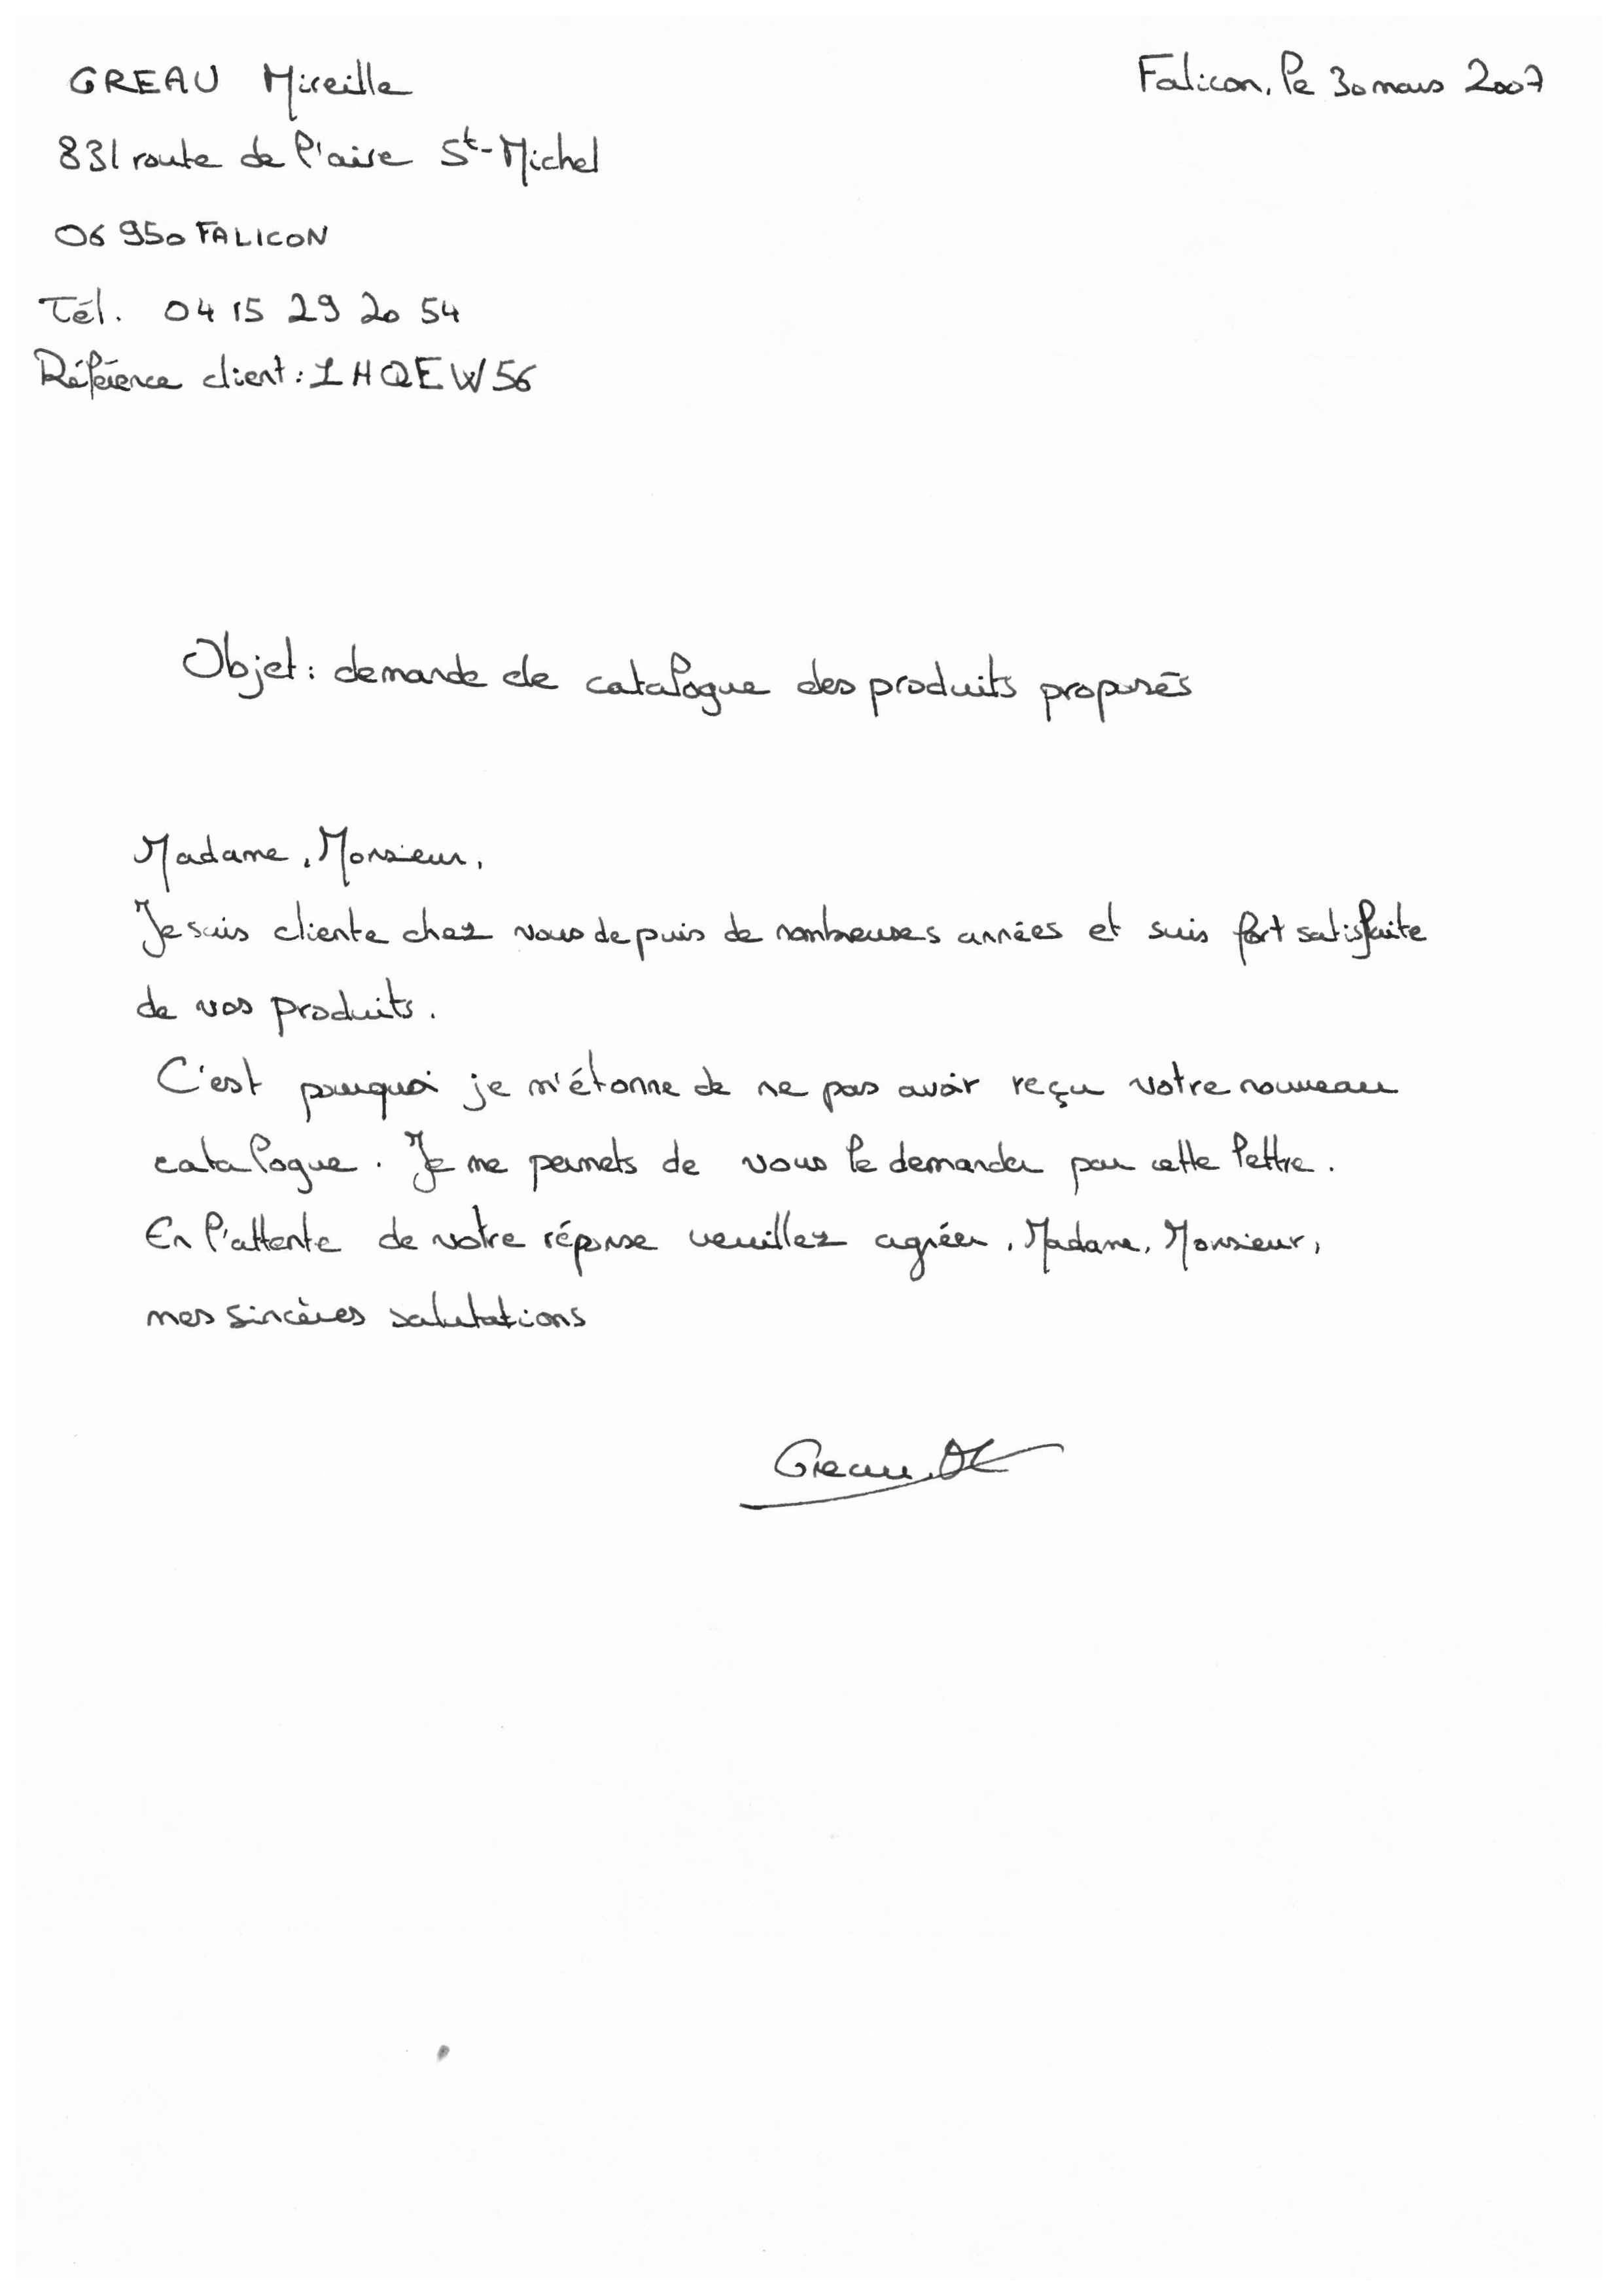 GREAU Mireille
Falicon, le 30 mars 2007
831 route de l'aire St-Michel
06 950 FALICON
Tél. 04 15 29 20 54
Référence client : LHQEW56
Objet : demande de catalogue des produits proposés
Madame, Monsieur,
Je suis cliente chez vous depuis de nombreuses années et suis fort satisfaite
de vos produits.
C'est pourquoi je m'étonne de ne pas avoir reçu votre nouveau
catalogue. Je me permets de vous le demander par cette lettre.
En l'attente de votre réponse veuillez agréer, Madame, Monsieur,
mes sincères salutations
Greau